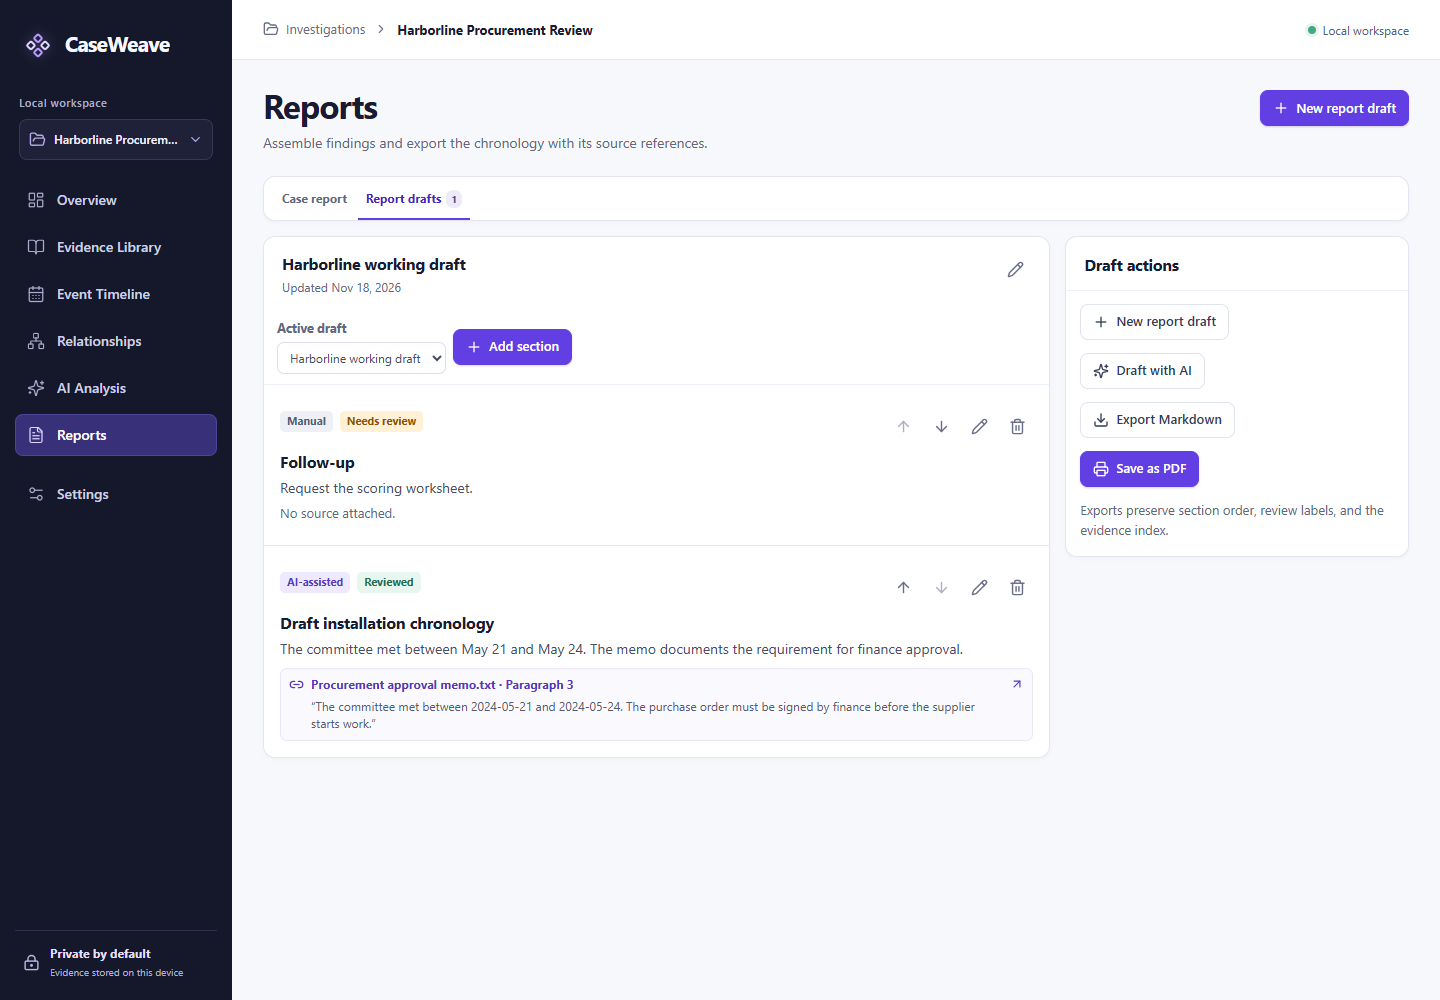 CaseWeave
Local workspace
Harborline Procurem...
Overview
Evidence Library
Event Timeline
Relationships
AI Analysis
Reports
Settings
Private by default
Evidence stored on this device
Investigations
Harborline Procurement Review
Local workspace
Reports
Assemble findings and export the chronology with its source references.
New report draft
Case report
Report drafts 1
Harborline working draft
Updated Nov 18, 2026
Active draft
Harborline working draft
Add section
Manual
Needs review
Follow-up
Request the scoring worksheet.
No source attached.
AI-assisted
Reviewed
Draft installation chronology
The committee met between May 21 and May 24. The memo documents the requirement for finance approval.
Procurement approval memo.txt · Paragraph 3
“The committee met between 2024-05-21 and 2024-05-24. The purchase order must be signed by finance before the supplier
starts work.”
Draft actions
New report draft
Draft with AI
Export Markdown
Save as PDF
Exports preserve section order, review labels, and the
evidence index.